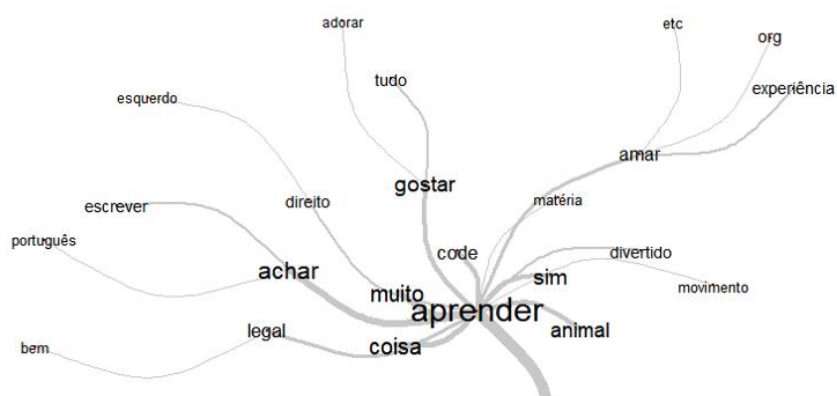 adorar
etc
org
tudo
experiência
esquerdo
amar
gostar
direito
matéria
escrever
português
code
divertido
achar
sim
movimento
muito
aprender
legal
animal
bem
coisa